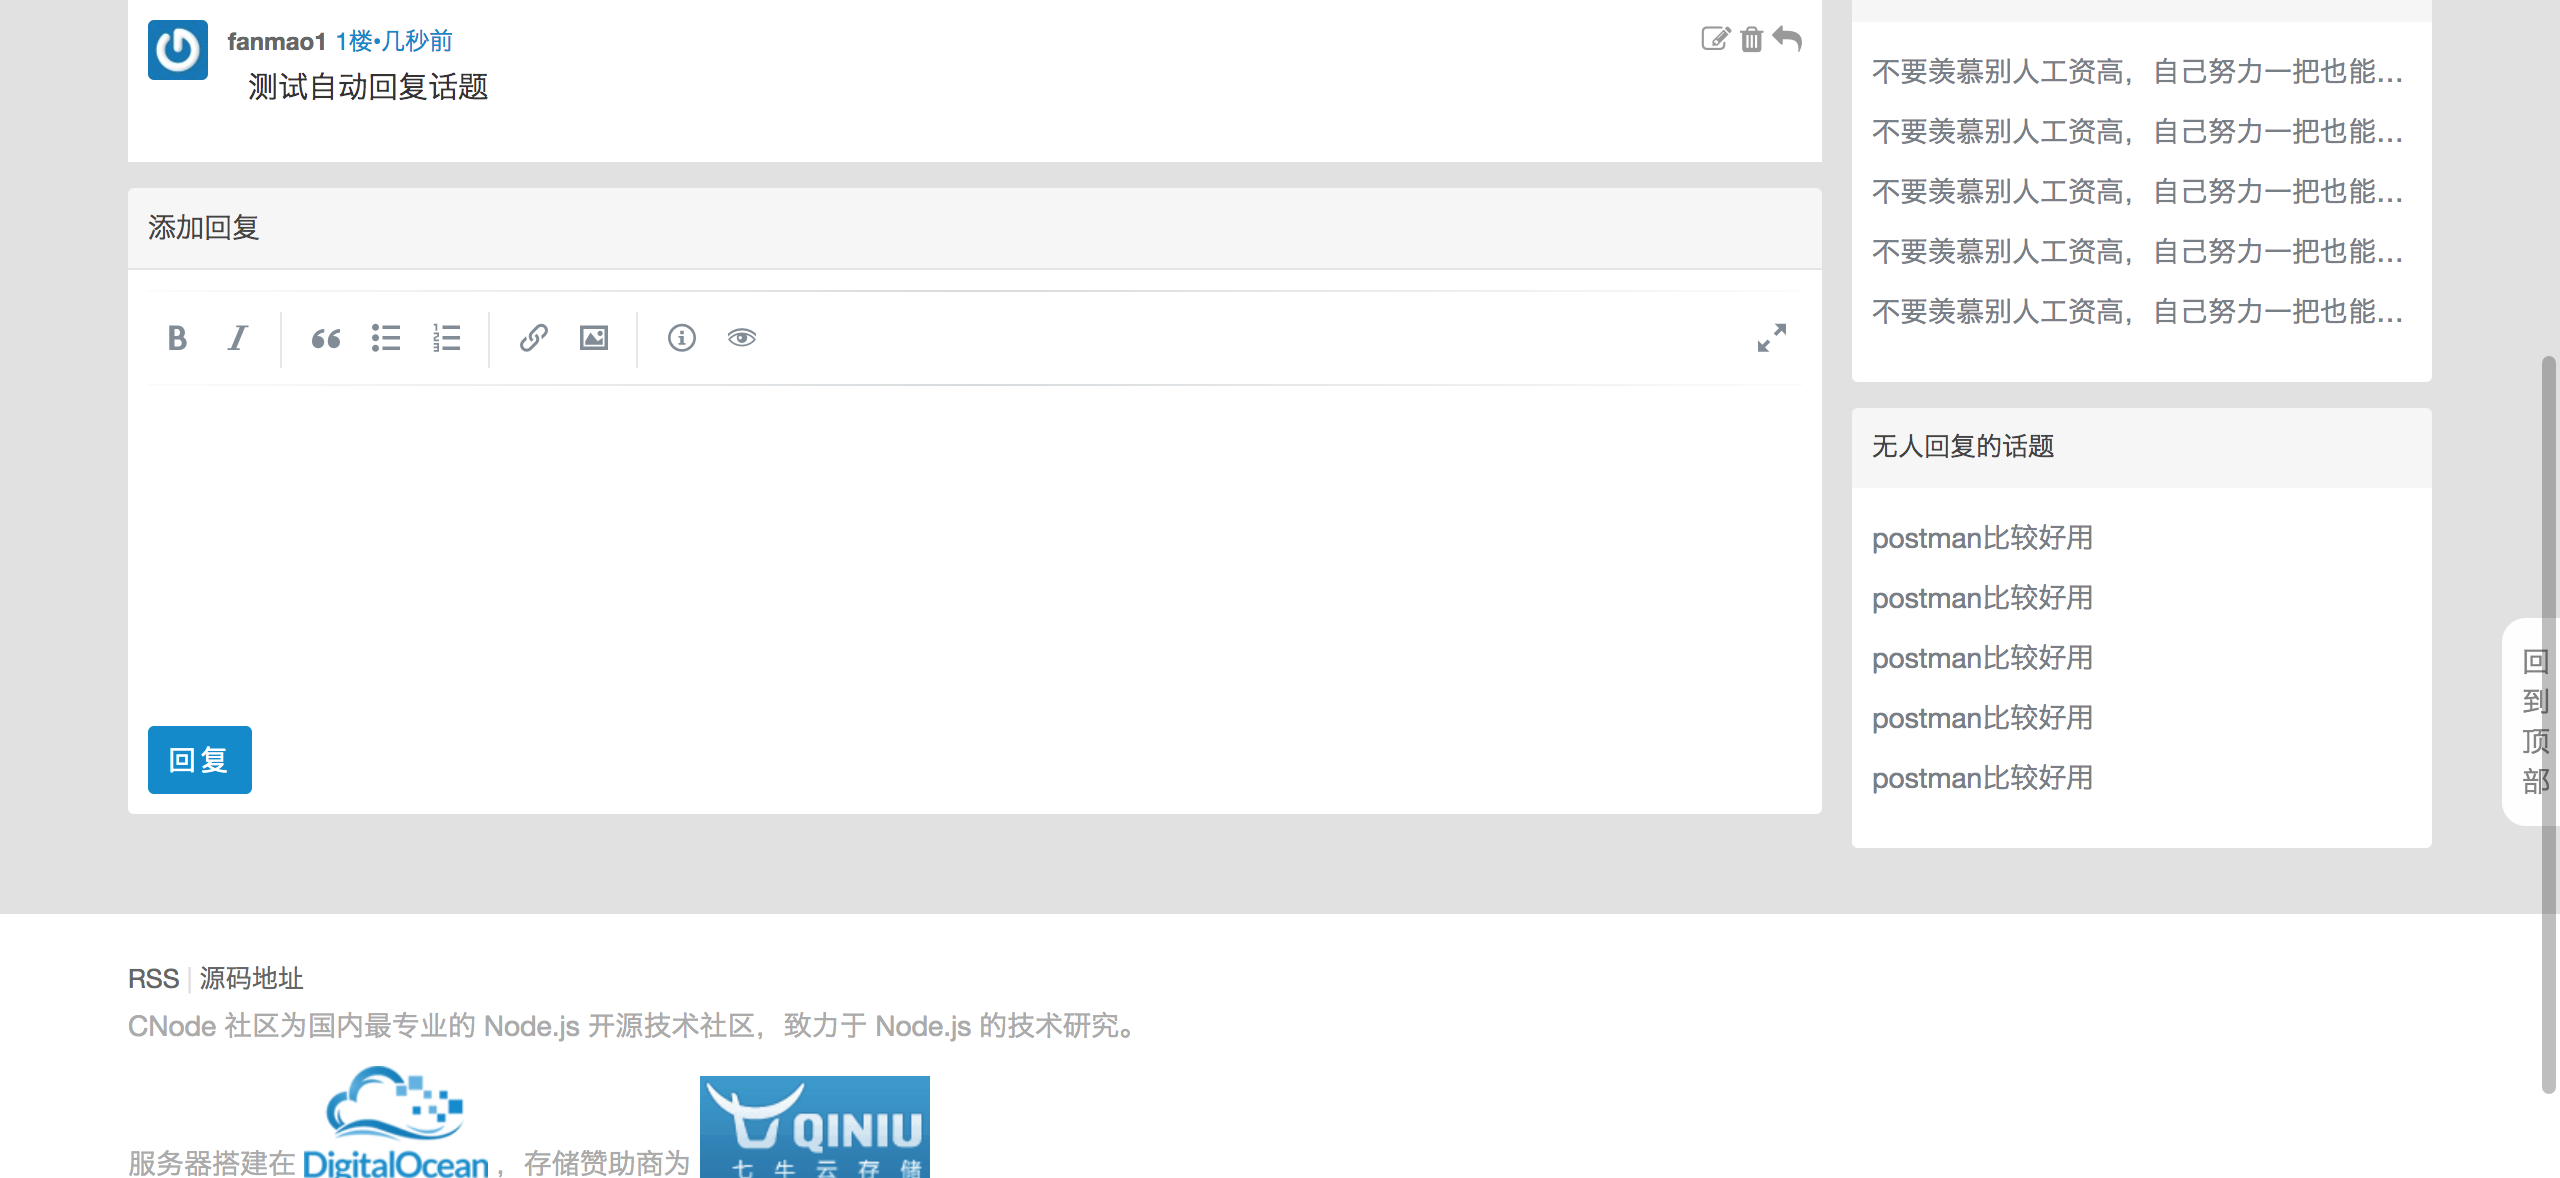 fanmao1 1楼•几秒前
测试自动回复话题
添加回复
回复
不要羡慕别人工资高，自己努力一把也能...
不要羡慕别人工资高，自己努力一把也能...
不要羡慕别人工资高，自己努力一把也能...
不要羡慕别人工资高，自己努力一把也能...
不要羡慕别人工资高，自己努力一把也能...
无人回复的话题
postman比较好用
postman比较好用
postman比较好用
postman比较好用
postman比较好用
回到顶部
RSS | 源码地址
CNode 社区为国内最专业的 Node.js 开源技术社区，致力于 Node.js 的技术研究。
服务器搭建在 DigitalOcean ，存储赞助商为 QINIU
七牛云存储